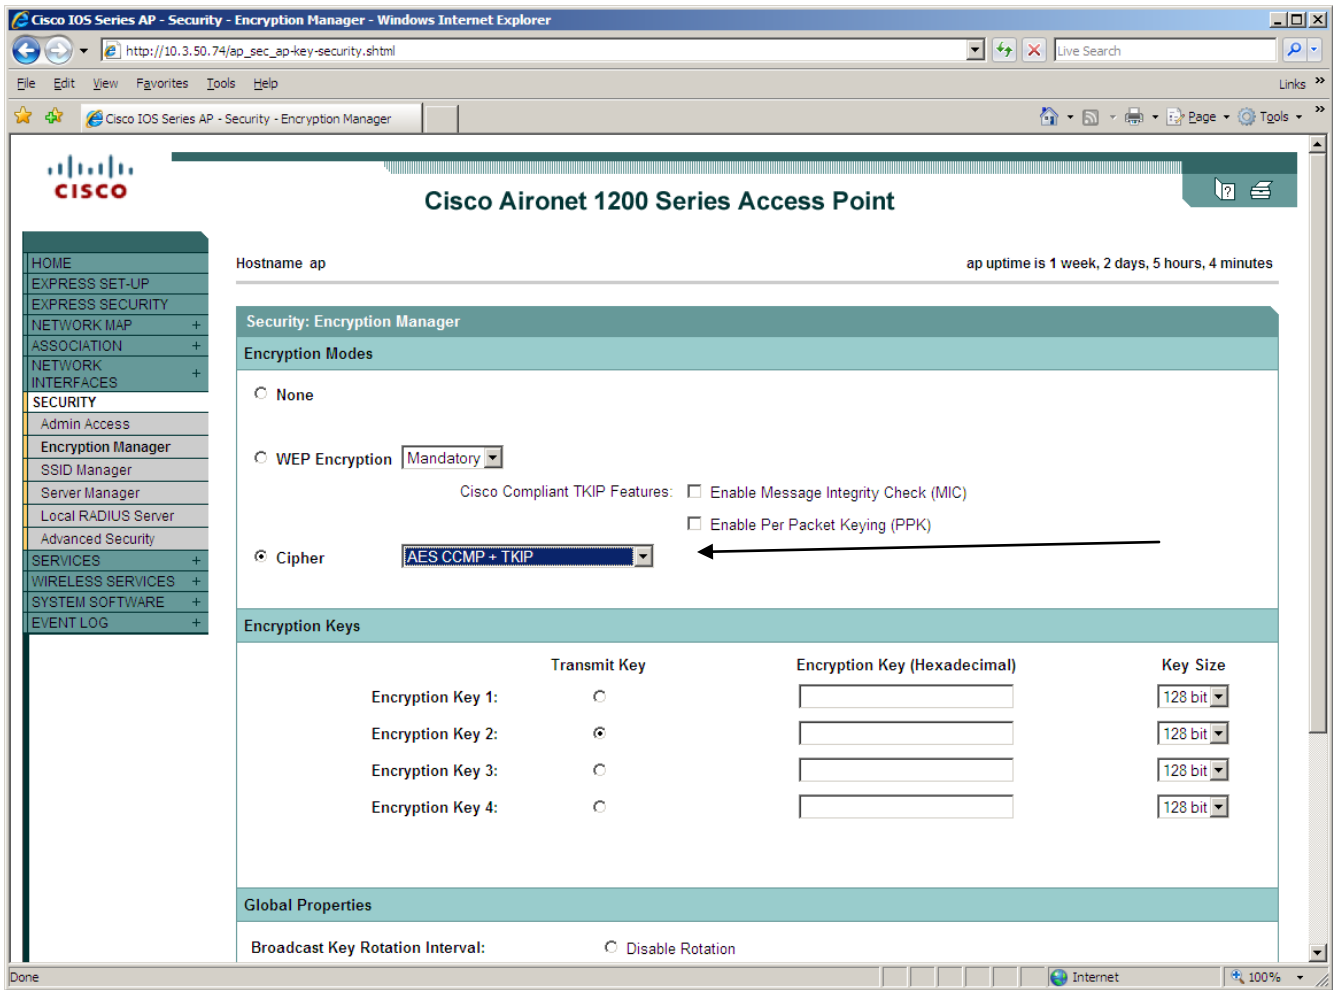 Cisco IOS Series AP - Security - Encryption Manager - Windows Internet Explorer
http://10.3.50.74/ap_sec_ap-key-security.shtml
Live Search
File Edit View Favorites Tools Help
Links »
Cisco IOS Series AP - Security - Encryption Manager
Page Tools »
CISCO
Cisco Aironet 1200 Series Access Point
HOME
EXPRESS SET-UP
EXPRESS SECURITY
NETWORK MAP +
ASSOCIATION +
NETWORK
INTERFACES +
SECURITY
Admin Access
Encryption Manager
SSID Manager
Server Manager
Local RADIUS Server
Advanced Security
SERVICES +
WIRELESS SERVICES +
SYSTEM SOFTWARE +
EVENT LOG +
Hostname ap
ap uptime is 1 week, 2 days, 5 hours, 4 minutes
Security: Encryption Manager
Encryption Modes
None
WEP Encryption Mandatory
Cisco Compliant TKIP Features: Enable Message Integrity Check (MIC)
Enable Per Packet Keying (PPK)
Cipher AES CCMP + TKIP
Encryption Keys
Transmit Key Encryption Key (Hexadecimal) Key Size
Encryption Key 1: 128 bit
Encryption Key 2: 128 bit
Encryption Key 3: 128 bit
Encryption Key 4: 128 bit
Global Properties
Broadcast Key Rotation Interval: Disable Rotation
Done
Internet
100%